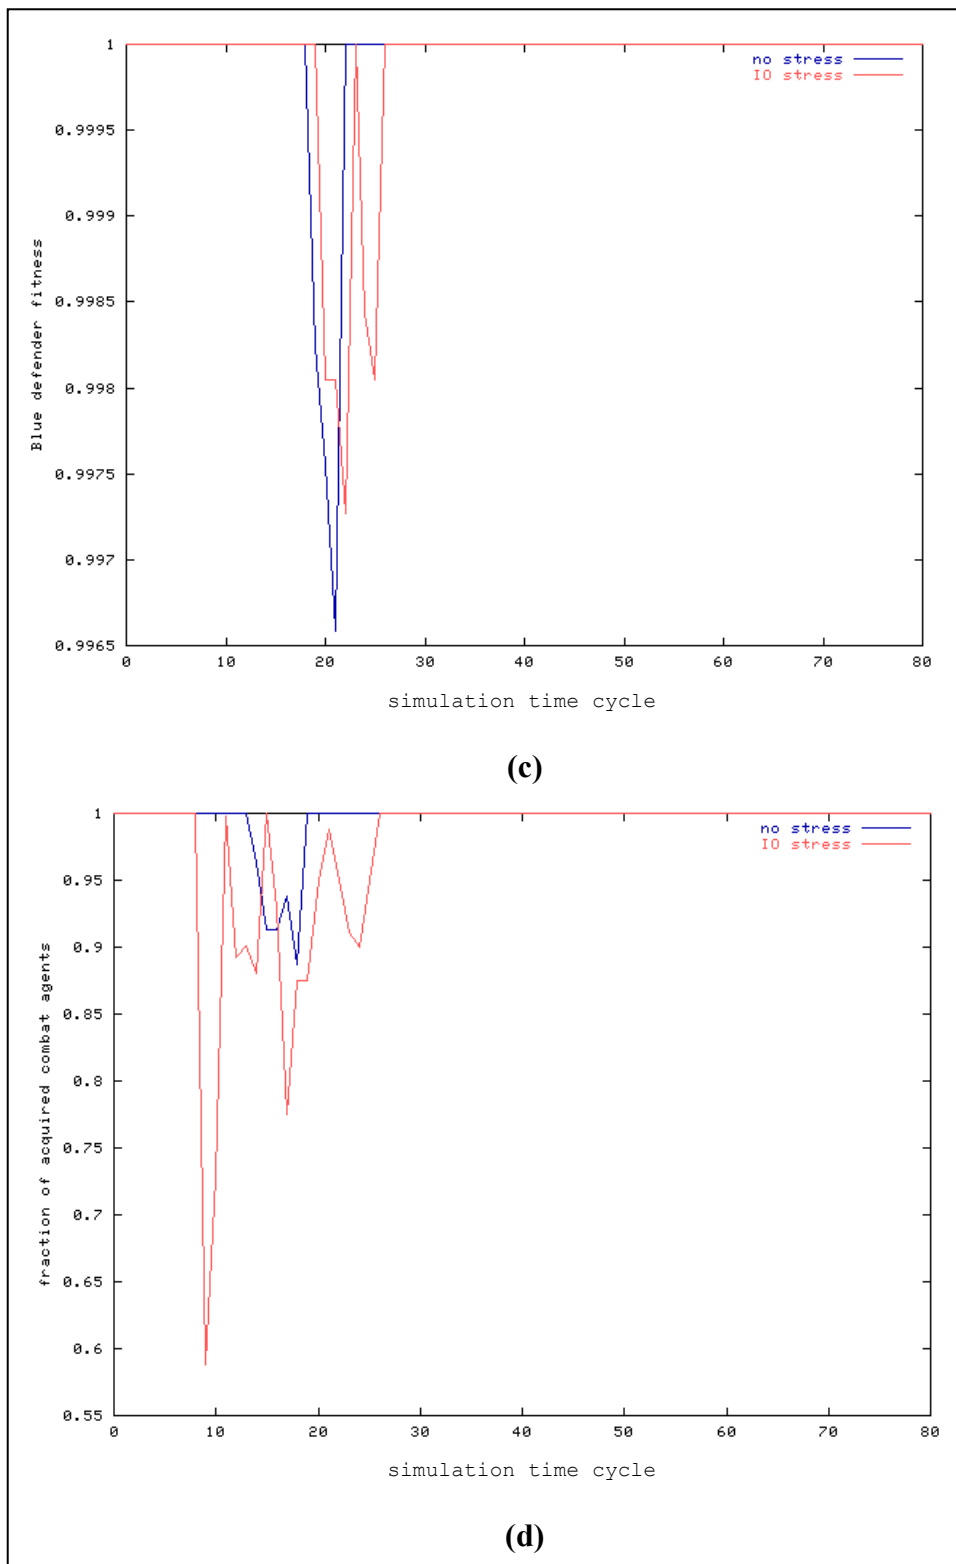 1
no stress
IO stress
0.9995
0.999
0.9985
0.998
0.9975
0.997
0.9965
Blue defender fitness
0 10 20 30 40 50 60 70 80
simulation time cycle
(c)
1
no stress
IO stress
0.95
0.9
0.85
0.8
0.75
0.7
0.65
0.6
0.55
fraction of acquired combat agents
0 10 20 30 40 50 60 70 80
simulation time cycle
(d)